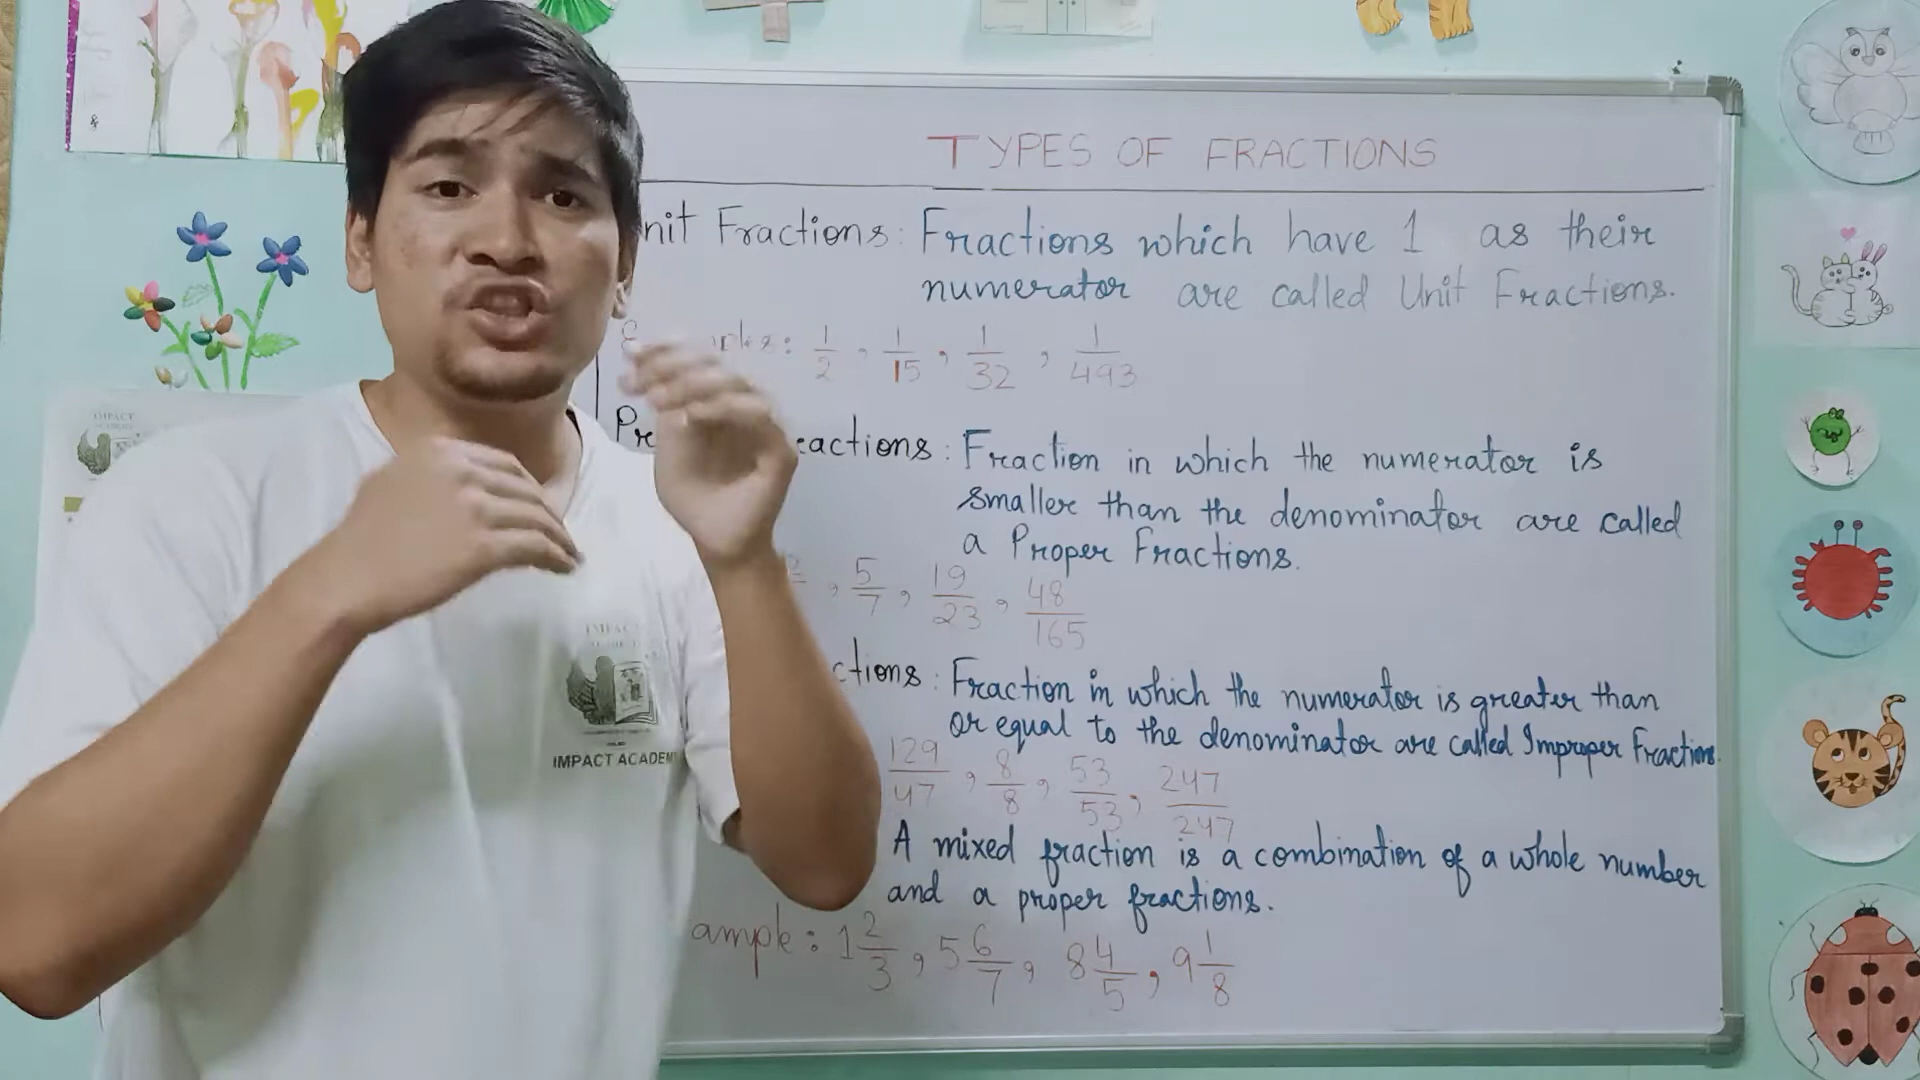 TYPES OF FRACTIONS
nit Fractions: Fractions which have 1 as their
numerator are called Unit Fractions.
1/2, 1/15, 1/32, 1/493
actions: Fraction in which the numerator is
smaller than the denominator are called
a Proper Fractions.
5/7, 19/23, 48/165
ctions: Fraction in which the numerator is greater than
or equal to the denominator are called Improper Fractions.
129/47, 8/8, 53/53, 247/247
A mixed fraction is a combination of a whole number
and a proper fractions.
ample: 1 2/3, 5 6/7, 8 4/5, 9 1/8
IMPACT
IMPACT ACADEM